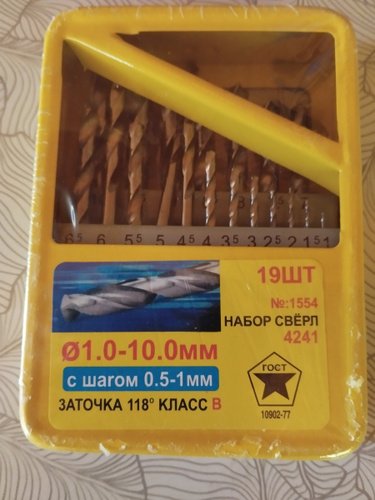 6⁵ 6 5⁵ 5 4⁵ 4 3⁵ 3 2⁵ 2 1⁵ 1
19ШТ
№:1554
НАБОР СВЁРЛ
4241
Ø1.0-10.0мм
с шагом 0.5-1мм
ЗАТОЧКА 118° КЛАСС В
ГОСТ
10902-77